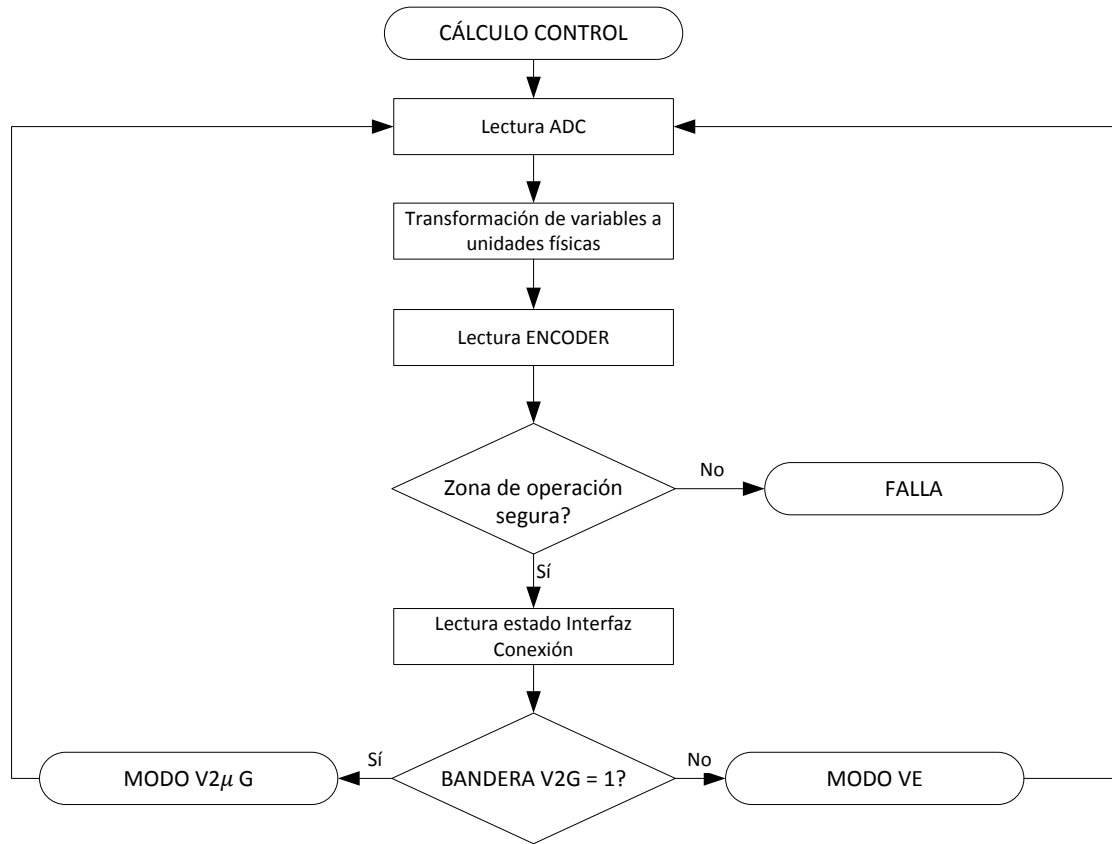 CÁLCULO CONTROL
Lectura ADC
Transformación de variables a
unidades físicas
Lectura ENCODER
Zona de operación
segura?
No
FALLA
Sí
Lectura estado Interfaz
Conexión
BANDERA V2G = 1?
Sí
MODO V2μ G
No
MODO VE